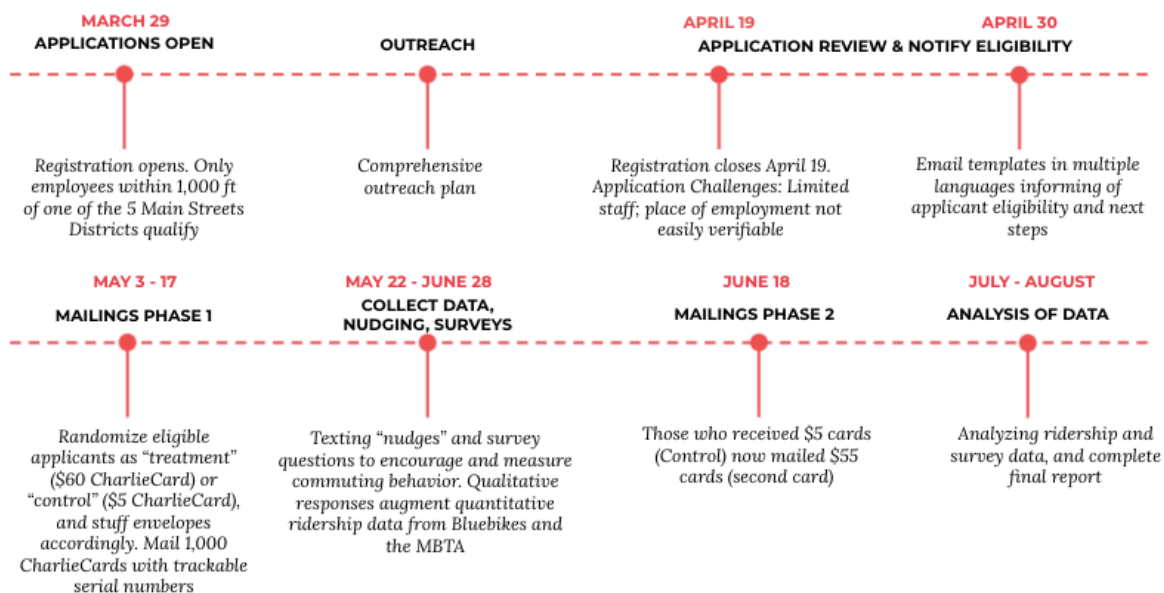 MARCH 29
APPLICATIONS OPEN
Registration opens. Only
employees within 1,000 ft
of one of the 5 Main Streets
Districts qualify
OUTREACH
Comprehensive
outreach plan
APRIL 19
APRIL 30
APPLICATION REVIEW & NOTIFY ELIGIBILITY
Registration closes April 19.
Application Challenges: Limited
staff; place of employment not
easily verifiable
Email templates in multiple
languages informing of
applicant eligibility and next
steps
MAY 3 - 17
MAILINGS PHASE 1
Randomize eligible
applicants as “treatment”
($60 CharlieCard) or
“control” ($5 CharlieCard),
and stuff envelopes
accordingly. Mail 1,000
CharlieCards with trackable
serial numbers
MAY 22 - JUNE 28
COLLECT DATA,
NUDGING, SURVEYS
Texting “nudges” and survey
questions to encourage and measure
commuting behavior. Qualitative
responses augment quantitative
ridership data from Bluebikes and
the MBTA
JUNE 18
MAILINGS PHASE 2
Those who received $5 cards
(Control) now mailed $55
cards (second card)
JULY - AUGUST
ANALYSIS OF DATA
Analyzing ridership and
survey data, and complete
final report